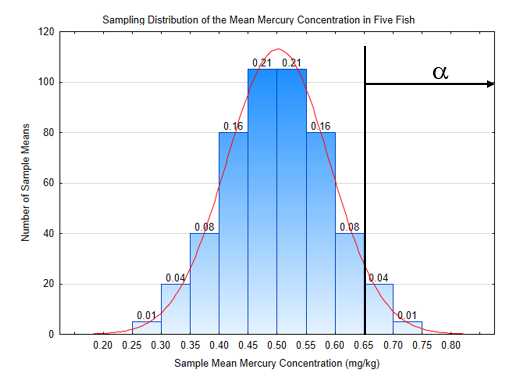 Sampling Distribution of the Mean Mercury Concentration in Five Fish
120
100
80
60
40
20
0
Number of Sample Means
0.01 0.04 0.08 0.16 0.21 0.21 0.16 0.08 0.04 0.01
α
0.20 0.25 0.30 0.35 0.40 0.45 0.50 0.55 0.60 0.65 0.70 0.75 0.80
Sample Mean Mercury Concentration (mg/kg)